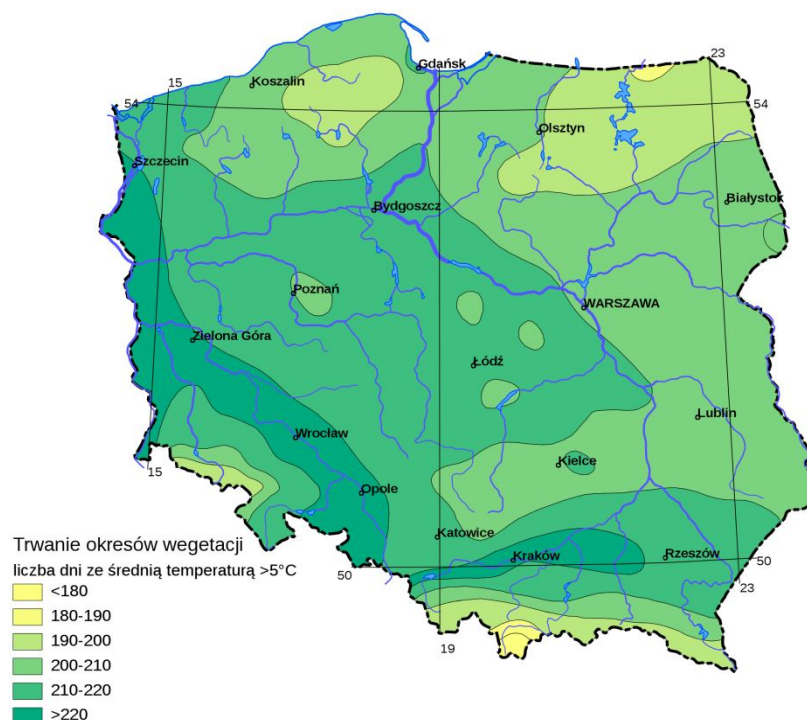 23
Gdańsk
15
Koszalin
54
54
Olsztyn
Szczecin
Białystok
Bydgoszcz
Poznań
WARSZAWA
Zielona Góra
Łódź
Lublin
Wrocław
Kielce
15
Opole
Katowice
Kraków
Rzeszów
50
50
23
19
Trwanie okresów wegetacji
liczba dni ze średnią temperaturą >5°C
<180
180-190
190-200
200-210
210-220
>220